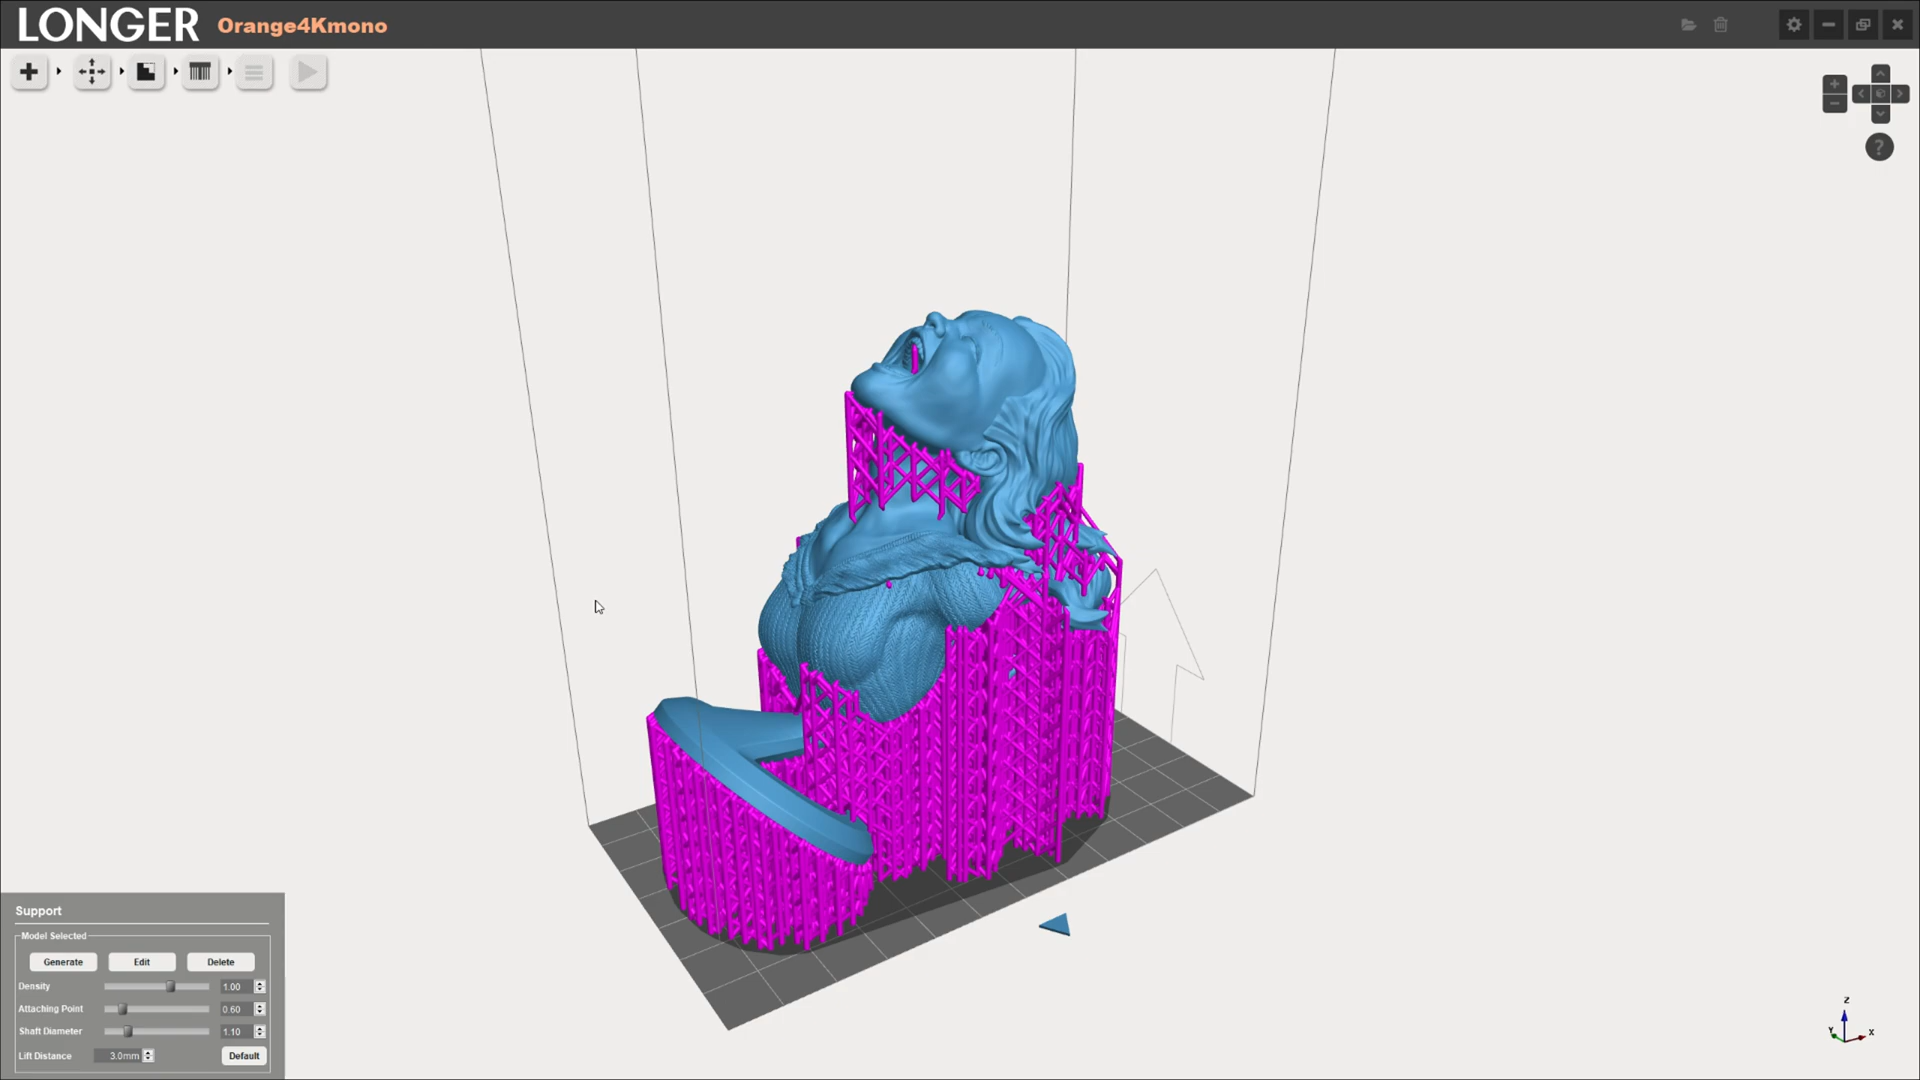 LONGER Orange4Kmono
?
Support
Model Selected
Generate Edit Delete
Density 1.00
Attaching Point 0.60
Shaft Diameter 1.10
Lift Distance 3.0mm Default
Z
Y X